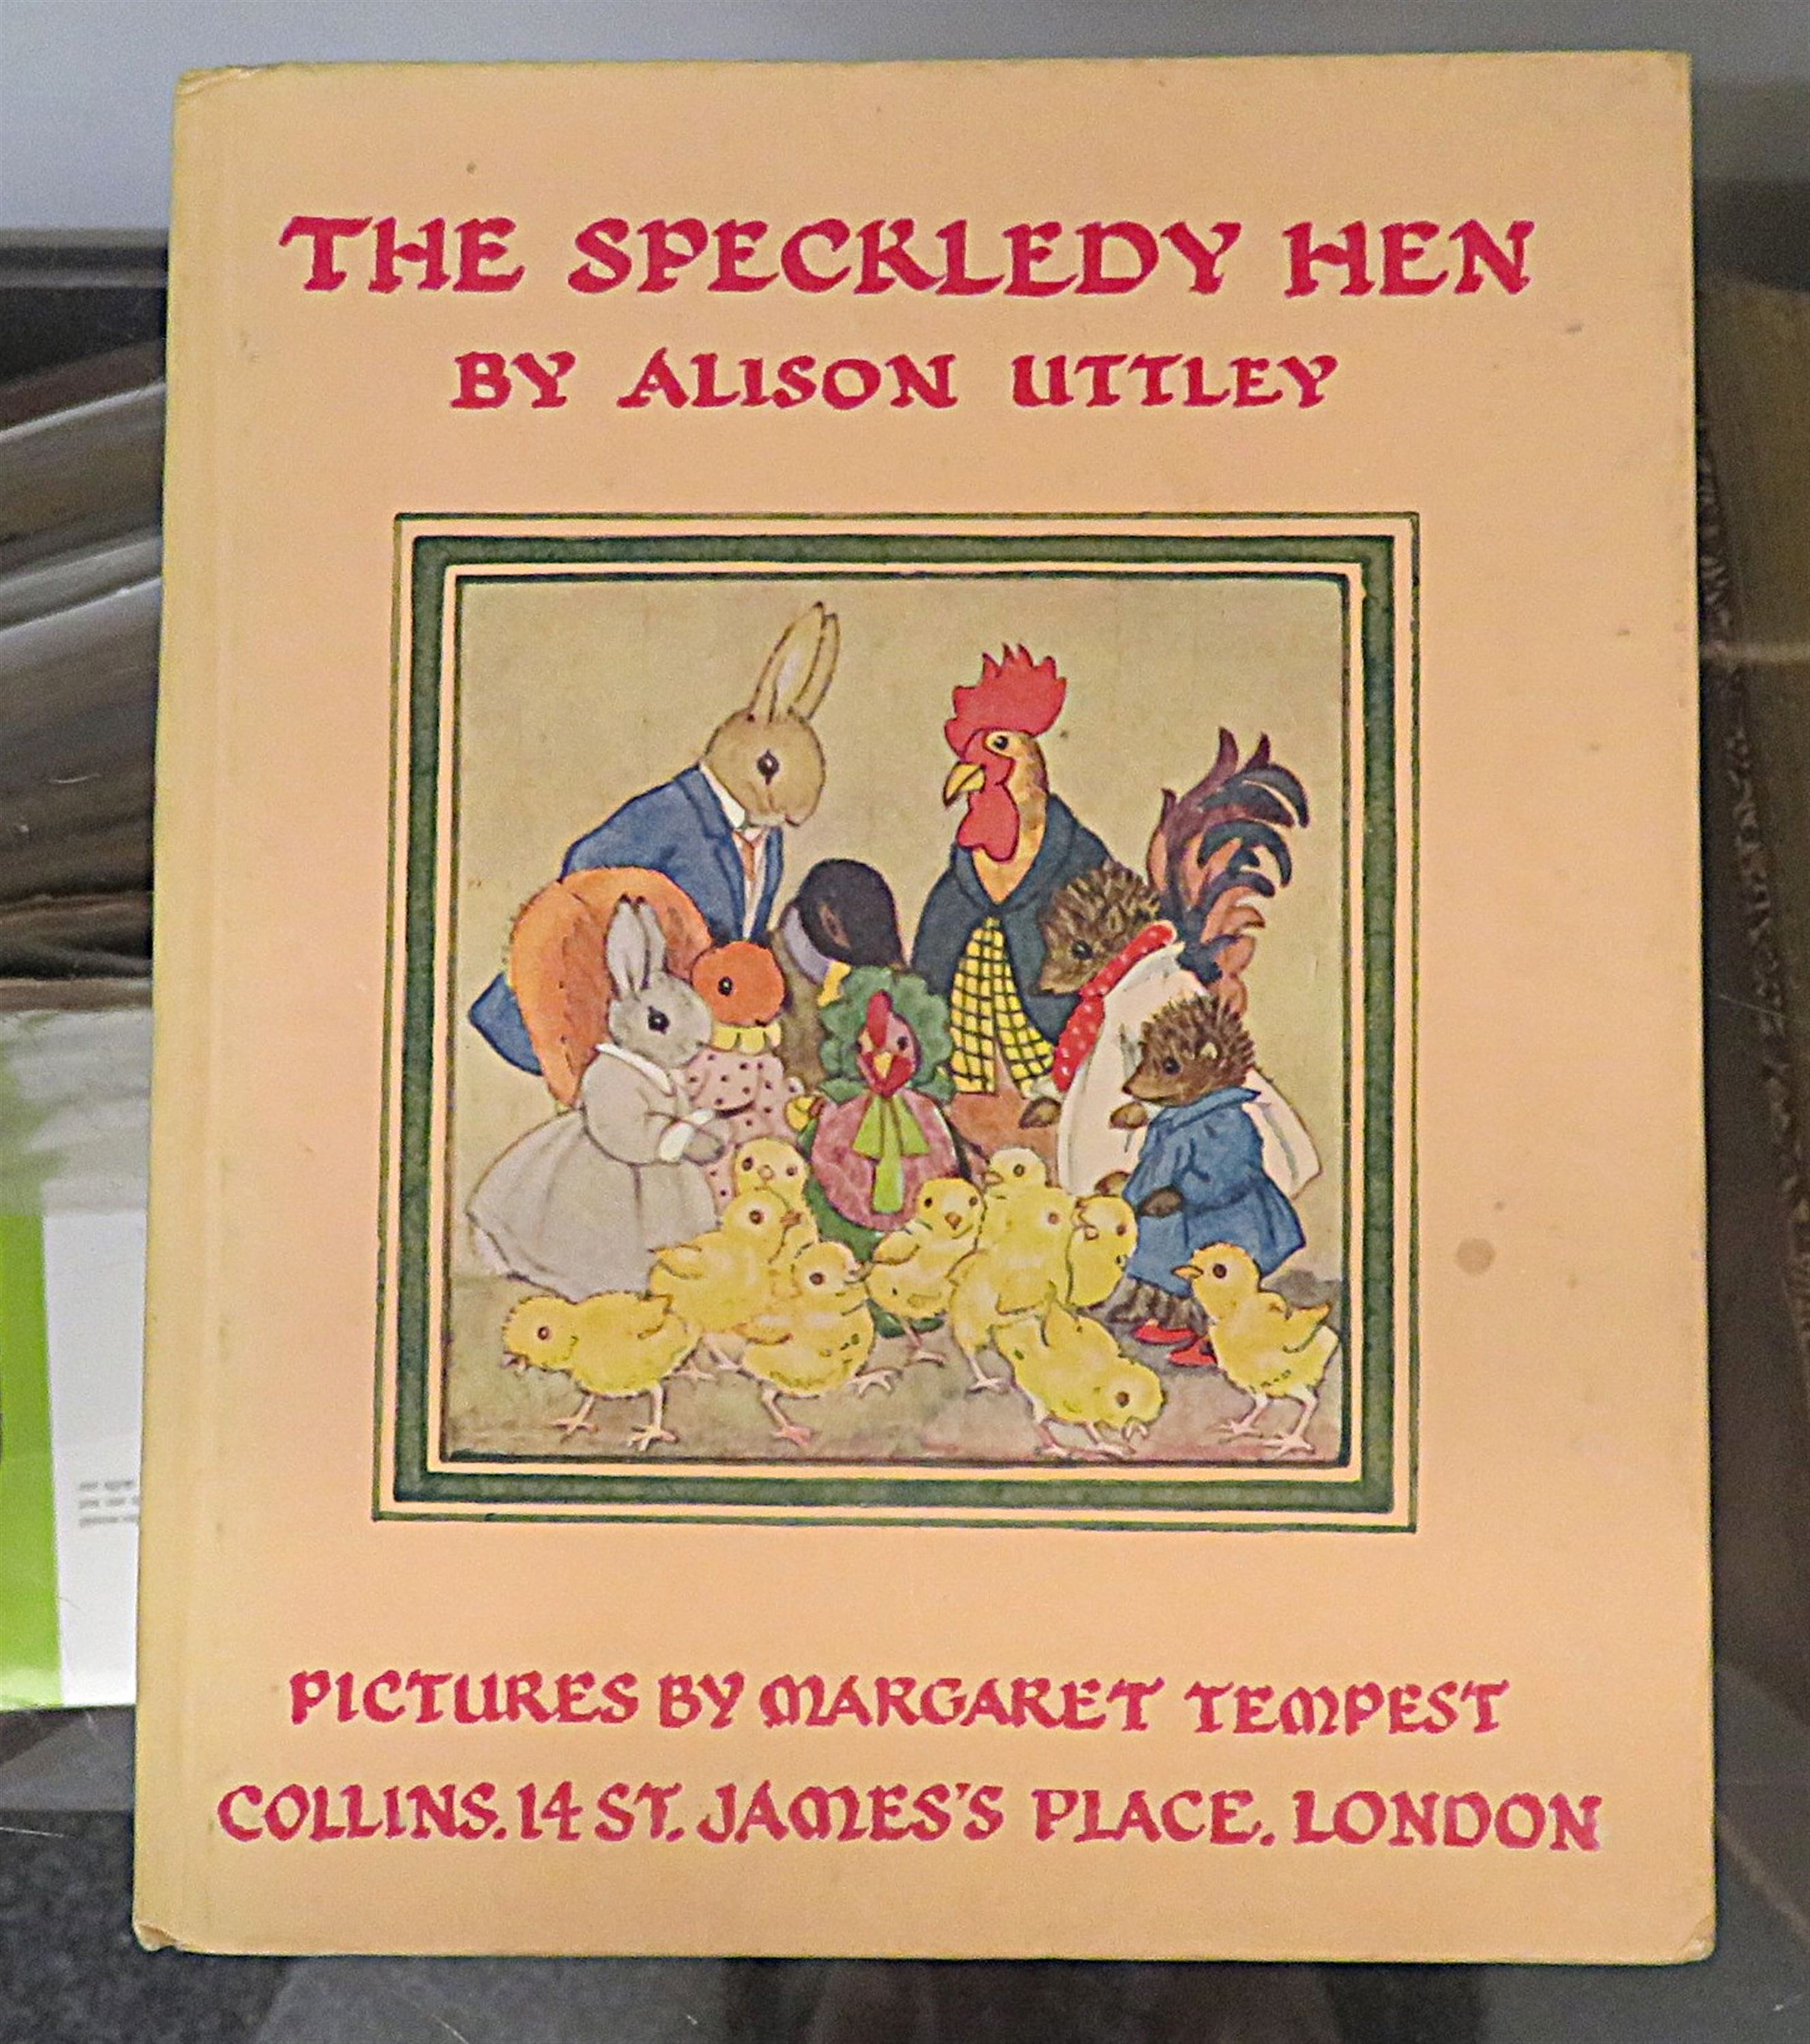 THE SPECKLEDY HEN
BY ALISON UTTLEY
PICTURES BY MARGARET TEMPEST
COLLINS. 14 ST. JAMES'S PLACE. LONDON